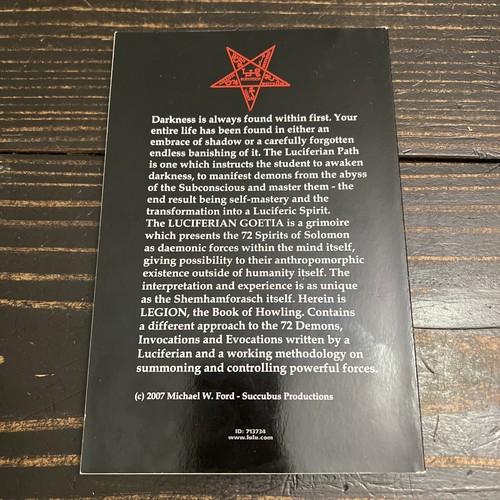 Darkness is always found within first. Your
entire life has been found in either an
embrace of shadow or a carefully forgotten
endless banishing of it. The Luciferian Path
is one which instructs the student to awaken
darkness, to manifest demons from the abyss
of the Subconscious and master them - the
end result being self-mastery and the
transformation into a Luciferic Spirit.
The LUCIFERIAN GOETIA is a grimoire
which presents the 72 Spirits of Solomon
as daemonic forces within the mind itself,
giving possibility to their anthropomorphic
existence outside of humanity itself. The
interpretation and experience is as unique
as the Shemhamforasch itself. Herein is
LEGION, the Book of Howling. Contains
a different approach to the 72 Demons,
Invocations and Evocations written by a
Luciferian and a working methodology on
summoning and controlling powerful forces.
(c) 2007 Michael W. Ford - Succubus Productions
ID: 713734
www.lulu.com